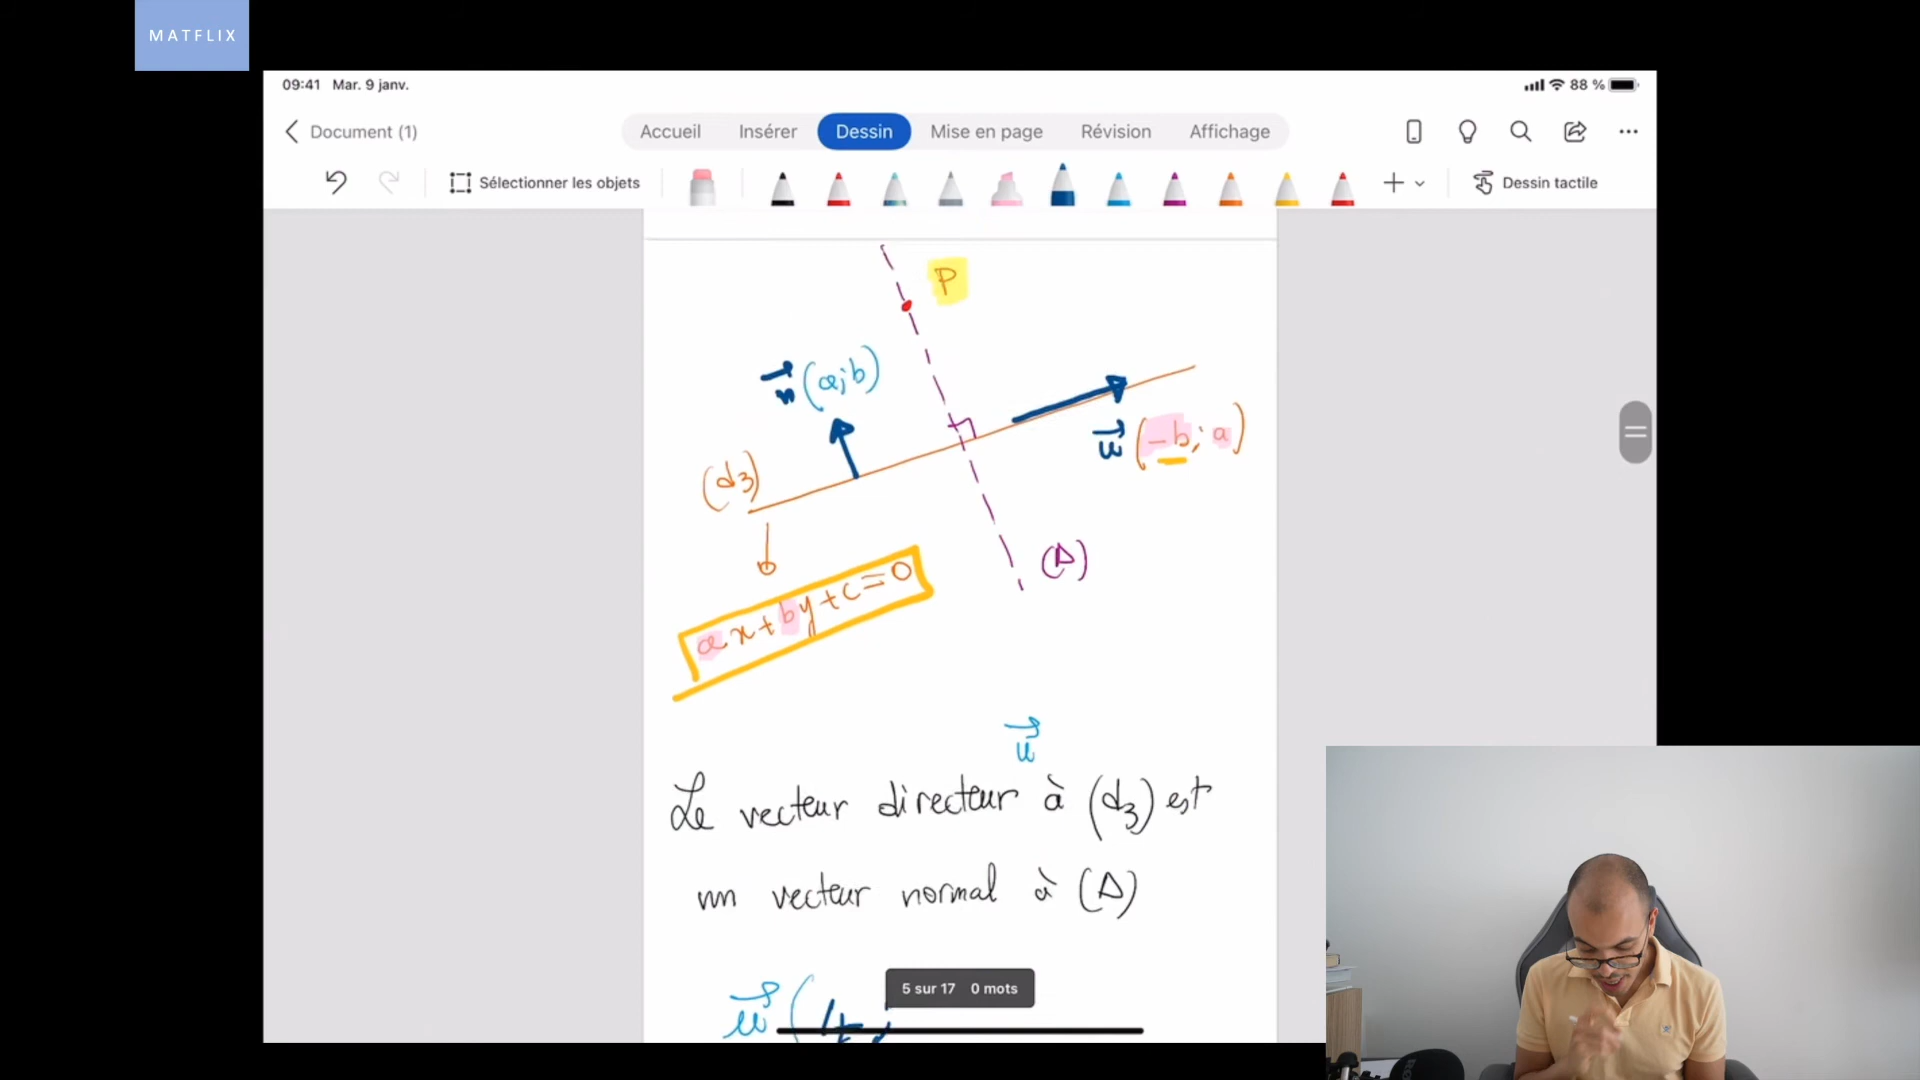 MATFLIX
09:41 Mar. 9 janv.
88 %
Document (1)
Accueil Insérer Dessin Mise en page Révision Affichage
Sélectionner les objets
Dessin tactile
P
n (a;b)
w (-b; a)
(d3)
(Δ)
ax+by+c=0
u
Le vecteur directeur à (d3) est
un vecteur normal à (Δ)
5 sur 17 0 mots